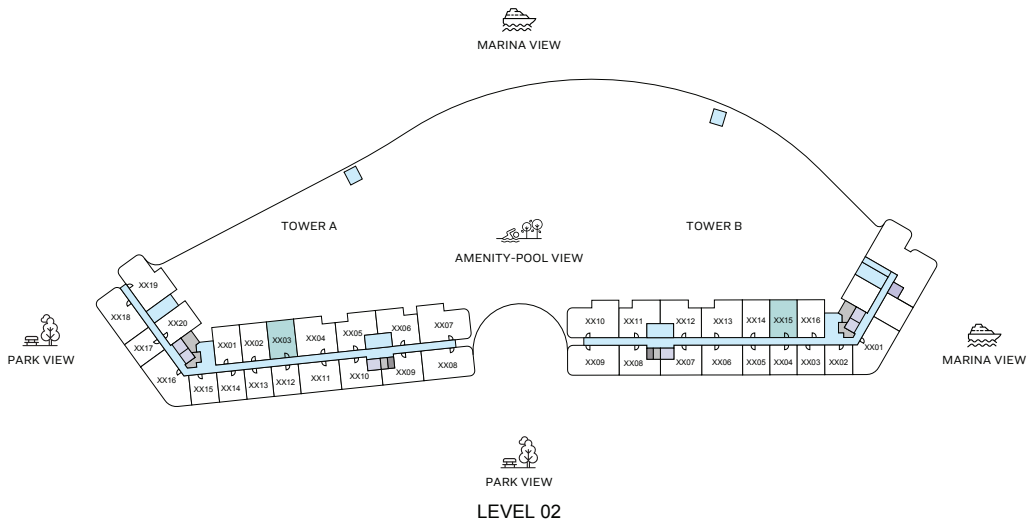 MARINA VIEW
TOWER A
TOWER B
AMENITY-POOL VIEW
XX19
XX18
XX20
XX17
XX16
XX15
XX01
XX02
XX03
XX04
XX05
XX06
XX07
XX14
XX13
XX12
XX11
XX10
XX09
XX08
XX10
XX11
XX12
XX13
XX14
XX15
XX16
XX01
XX09
XX08
XX07
XX06
XX05
XX04
XX03
XX02
PARK VIEW
MARINA VIEW
PARK VIEW
LEVEL 02